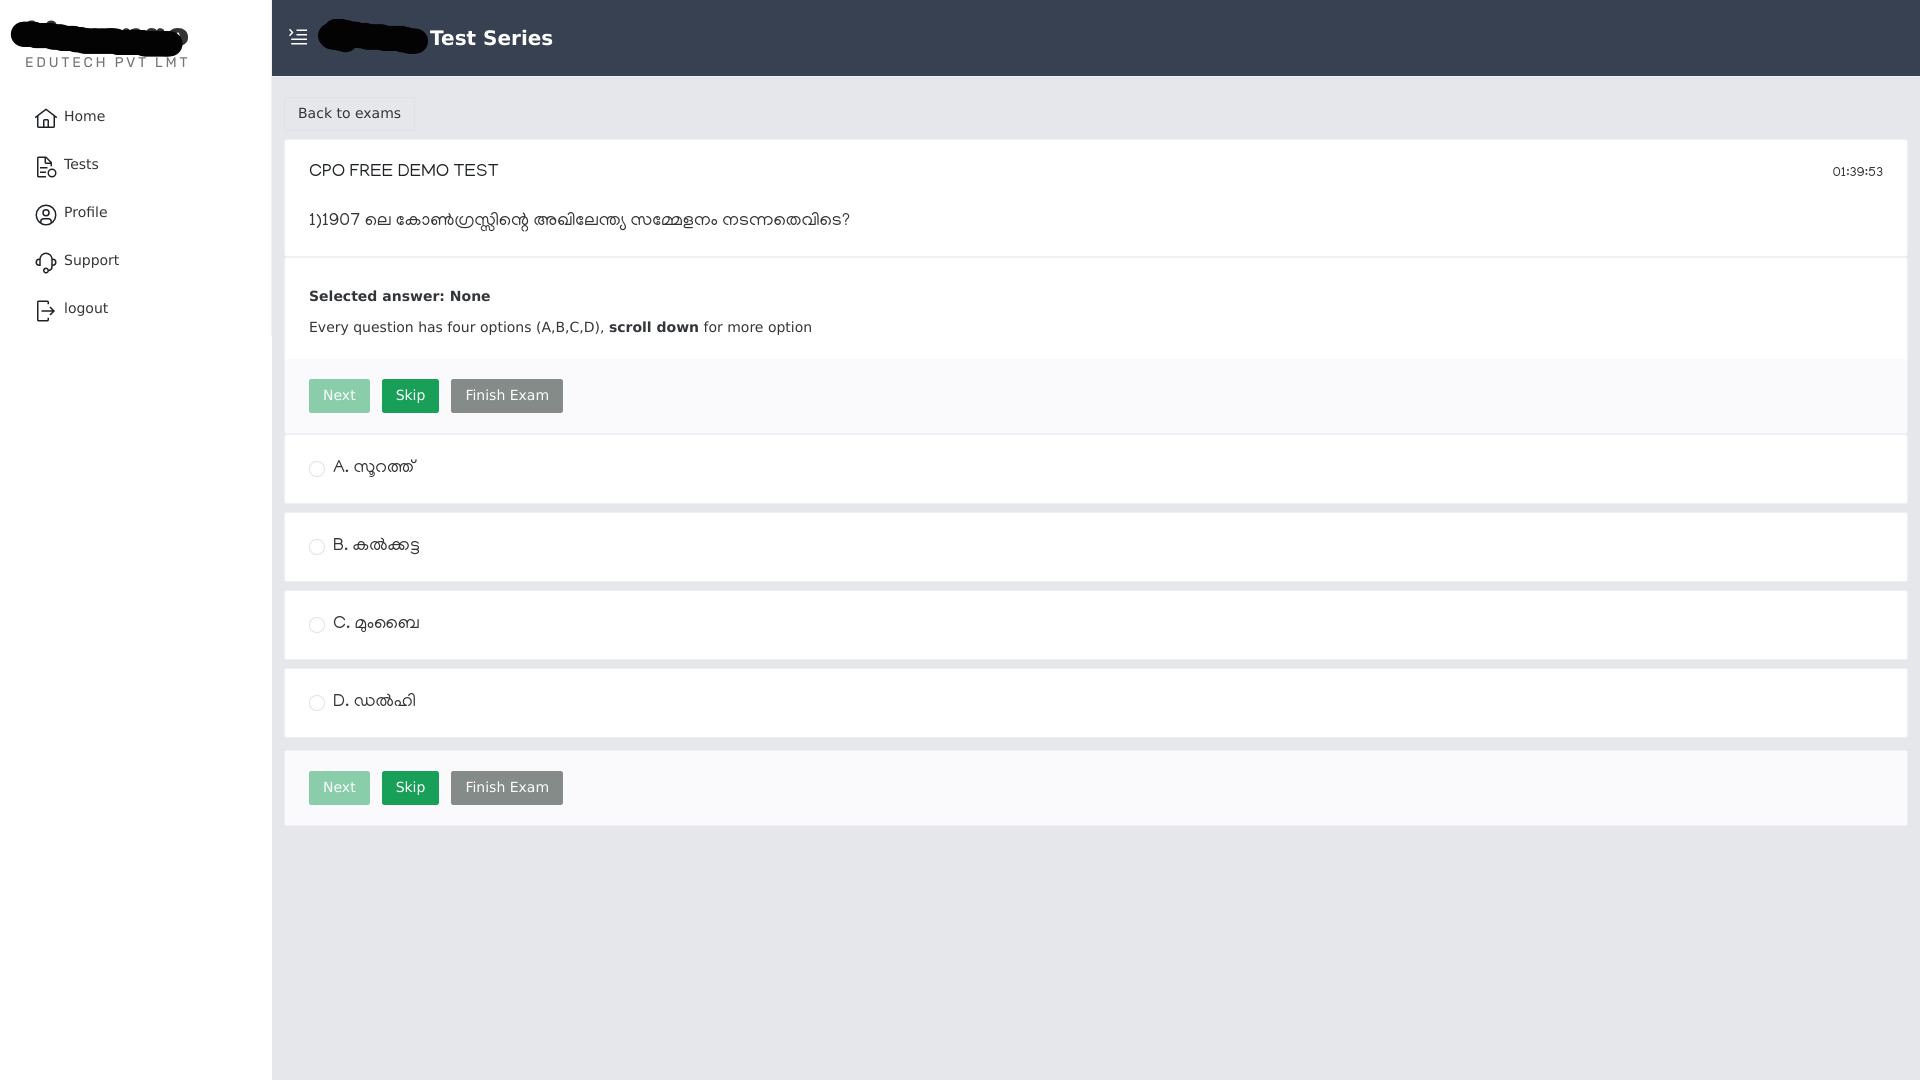 EDUTECH PVT LMT
Home
Tests
Profile
Support
logout
Test Series
Back to exams
CPO FREE DEMO TEST
01:39:53
1)1907 ലെ കോൺഗ്രസ്സിന്റെ അഖിലേന്ത്യ സമ്മേളനം നടന്നതെവിടെ?
Selected answer: None
Every question has four options (A,B,C,D), scroll down for more option
Next Skip Finish Exam
A. സൂറത്ത്
B. കൽക്കട്ട
C. മുംബൈ
D. ഡൽഹി
Next Skip Finish Exam